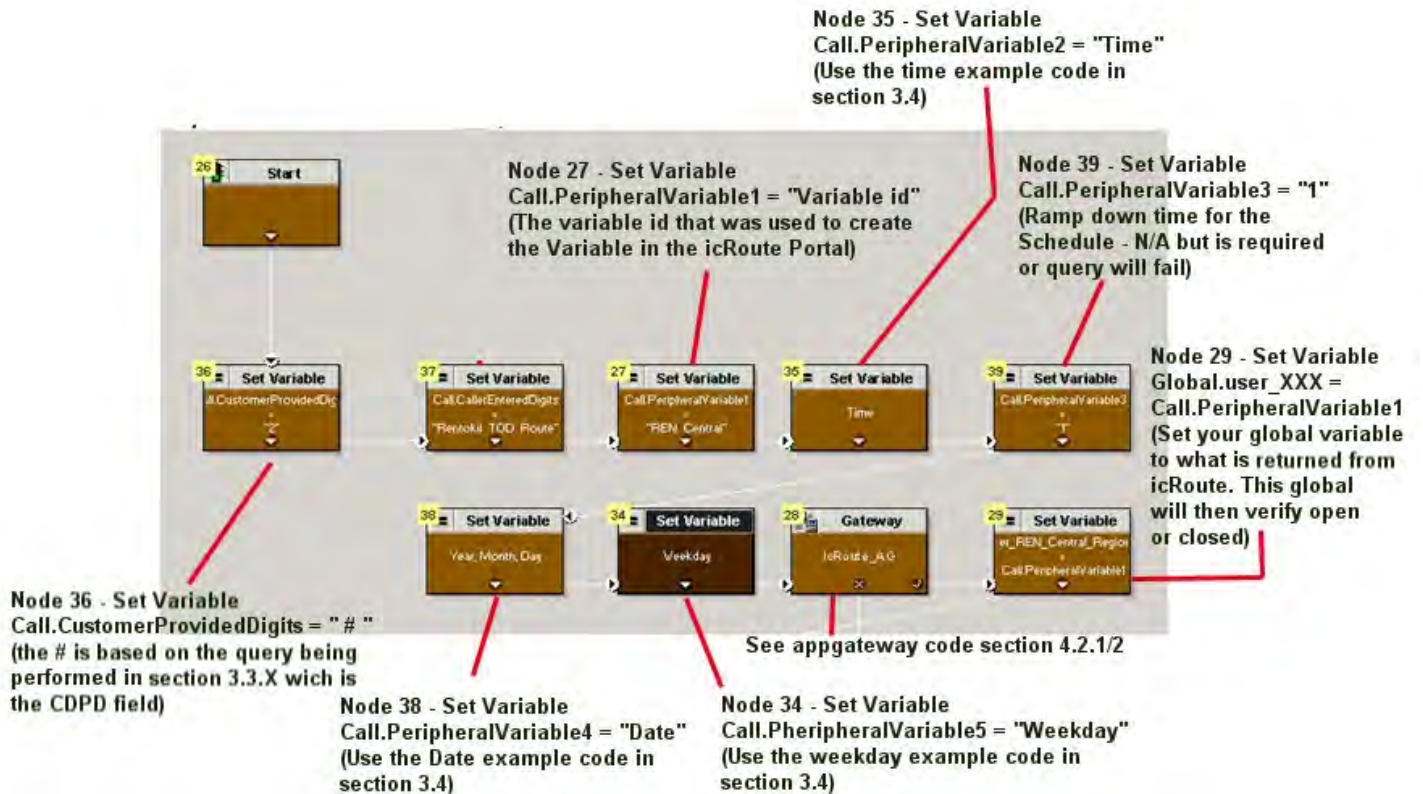 Node 35 - Set Variable
Call.PeripheralVariable2 = "Time"
(Use the time example code in
section 3.4)
Node 27 - Set Variable
Call.PeripheralVariable1 = "Variable id"
(The variable id that was used to create
the Variable in the icRoute Portal)
Node 39 - Set Variable
Call.PeripheralVariable3 = "1"
(Ramp down time for the
Schedule - N/A but is required
or query will fail)
26
Start
Node 29 - Set Variable
Global.user_XXX =
Call.PeripheralVariable1
(Set your global variable
to what is returned from
icRoute. This global
will then verify open
or closed)
36 = Set Variable
ll.CustomerProvidedDig
=
"2"
37 = Set Variable
Call.CallerEnteredDigits
=
"Rentokil_TOD_Route"
27 = Set Variable
Call.PeripheralVariable1
=
"REN_Central"
35 = Set Variable
Time
39 = Set Variable
Call.PeripheralVariable3
=
"1"
38 = Set Variable
Year, Month, Day
34 = Set Variable
Weekday
28 Gateway
IcRoute_AG
29 = Set Variable
er_REN_Central_Region
=
Call.PeripheralVariable1
Node 36 - Set Variable
Call.CustomerProvidedDigits = " # "
(the # is based on the query being
performed in section 3.3.X wich is
the CDPD field)
See appgateway code section 4.2.1/2
Node 38 - Set Variable
Call.PeripheralVariable4 = "Date"
(Use the Date example code in
section 3.4)
Node 34 - Set Variable
Call.PheripheralVariable5 = "Weekday"
(Use the weekday example code in
section 3.4)